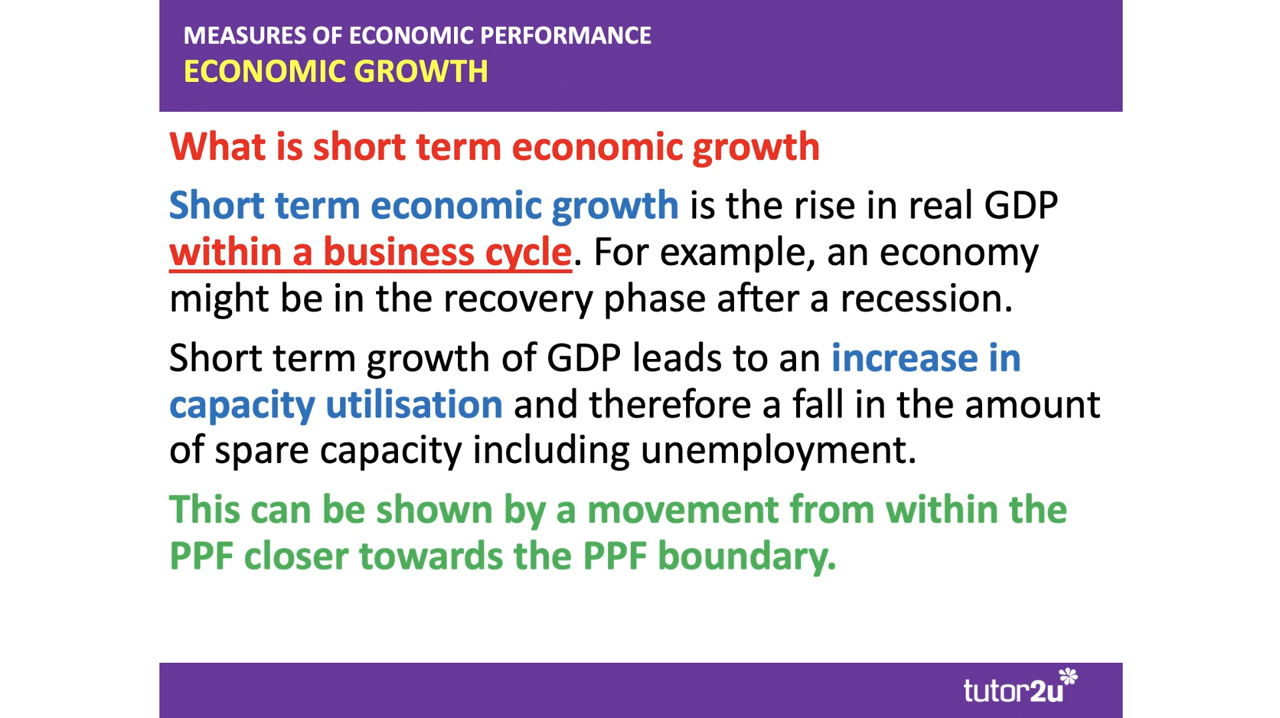 MEASURES OF ECONOMIC PERFORMANCE
ECONOMIC GROWTH
What is short term economic growth
Short term economic growth is the rise in real GDP
within a business cycle. For example, an economy
might be in the recovery phase after a recession.
Short term growth of GDP leads to an increase in
capacity utilisation and therefore a fall in the amount
of spare capacity including unemployment.
This can be shown by a movement from within the
PPF closer towards the PPF boundary.
tutor2u